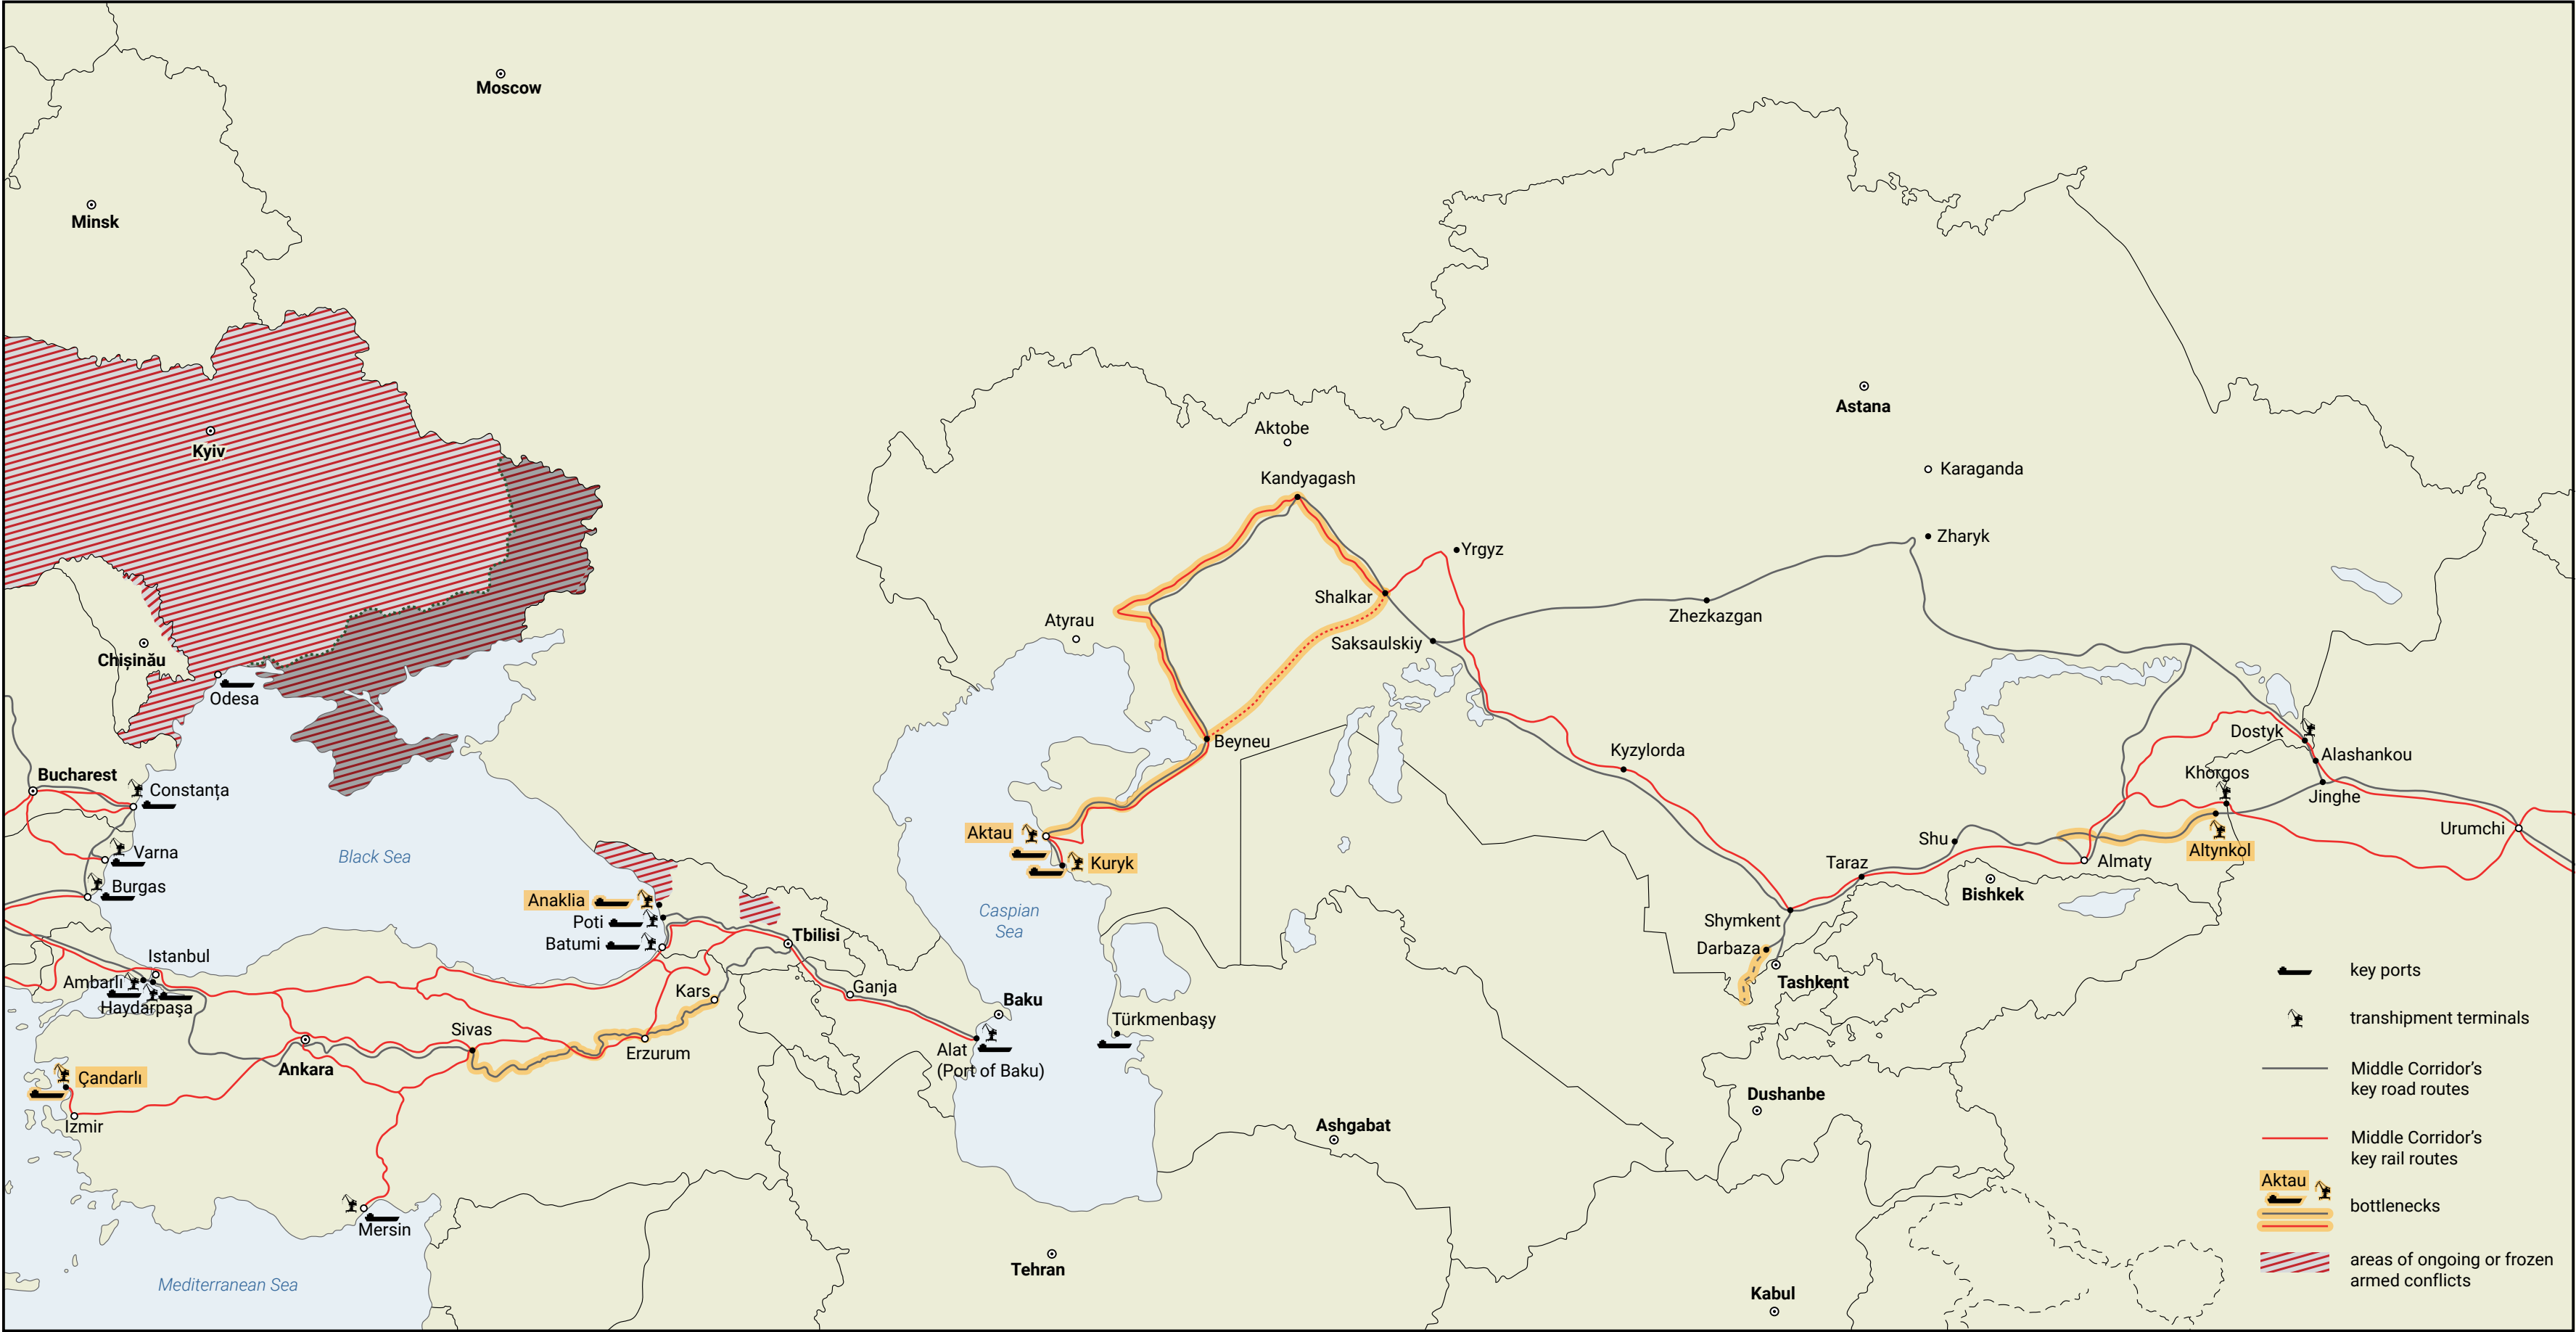 Moscow
Minsk
Astana
Aktobe
Kyiv
Karaganda
Kandyagash
Zharyk
Yrgyz
Shalkar
Zhezkazgan
Atyrau
Saksaulskiy
Chișinău
Odesa
Dostyk
Beyneu
Kyzylorda
Alashankou
Bucharest
Khorgos
Constanța
Jinghe
Urumchi
Aktau
Shu
Varna
Black Sea
Altynkol
Kuryk
Almaty
Taraz
Burgas
Bishkek
Anaklia
Caspian
Sea
Poti
Shymkent
Tbilisi
Batumi
Darbaza
Istanbul
key ports
Ambarlı
Tashkent
Ganja
Kars
Baku
Haydarpaşa
Türkmenbaşy
transhipment terminals
Sivas
Alat
(Port of Baku)
Erzurum
Ankara
Middle Corridor's
key road routes
Çandarlı
Dushanbe
Izmir
Ashgabat
Middle Corridor's
key rail routes
Aktau
bottlenecks
Mersin
Tehran
areas of ongoing or frozen
armed conflicts
Mediterranean Sea
Kabul